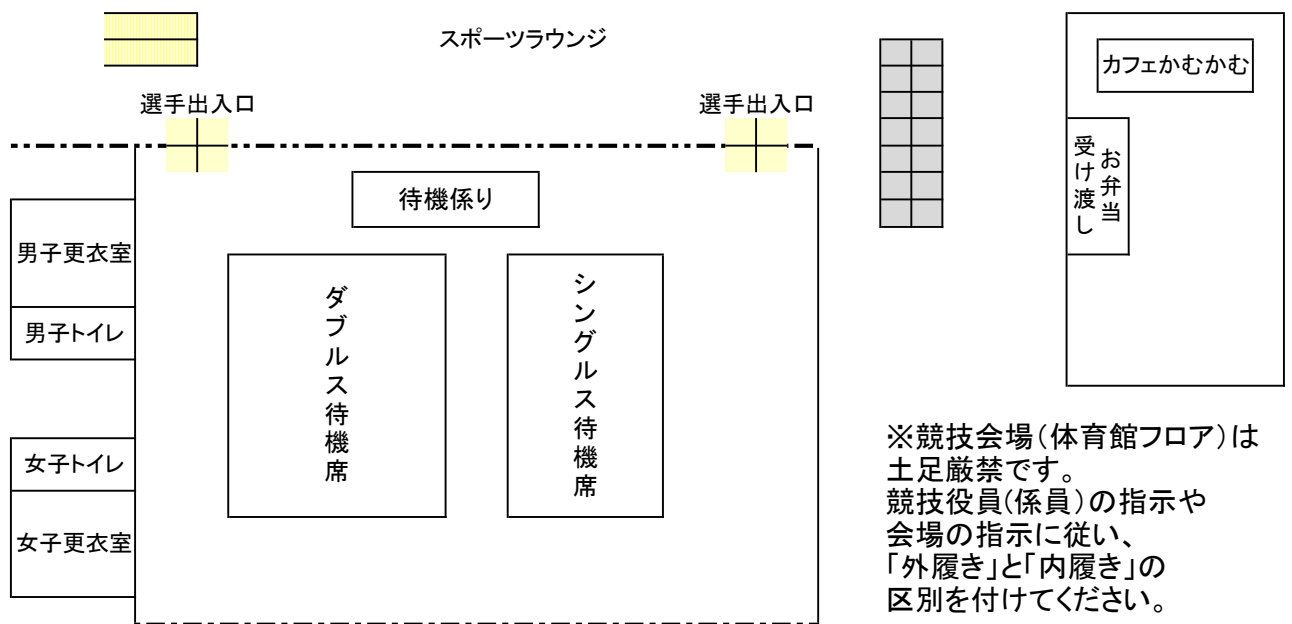 スポーツラウンジ
カフェかむかむ
選手出入口
選手出入口
お弁当
受け渡し
待機係り
男子更衣室
男子トイレ
女子トイレ
女子更衣室
ダブルス待機席
シングルス待機席
※競技会場（体育館フロア）は
土足厳禁です。
競技役員(係員）の指示や
会場の指示に従い、
「外履き」と「内履き」の
区別を付けてください。